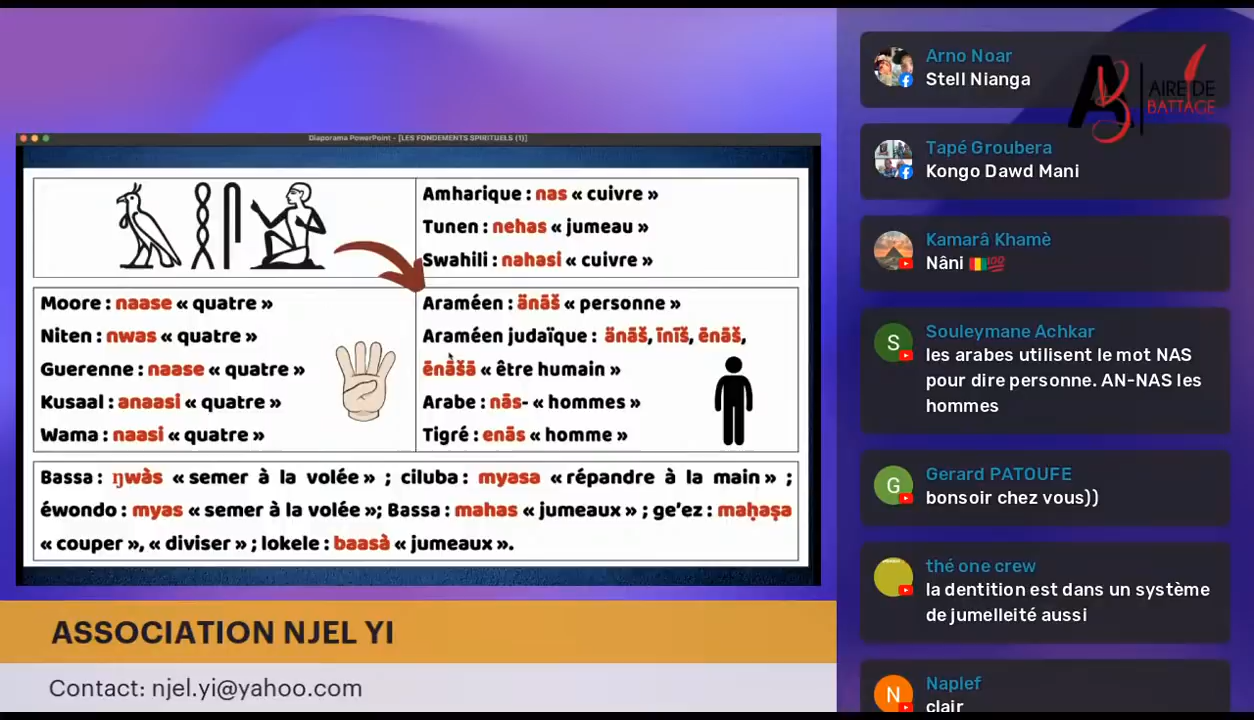 Diaporama PowerPoint - [LES FONDEMENTS SPIRITUELS (1)]
Amharique : nas « cuivre »
Tunen : nehas « jumeau »
Swahili : nahasi « cuivre »
Moore : naase « quatre »
Niten : nwas « quatre »
Guerenne : naase « quatre »
Kusaal : anaasi « quatre »
Wama : naasi « quatre »
Araméen : änāš « personne »
Araméen judaïque : änāš, īnīš, ēnāš,
ēnāšā « être humain »
Arabe : nās- « hommes »
Tigré : enās « homme »
Bassa : ŋwàs « semer à la volée » ; ciluba : myasa « répandre à la main » ;
éwondo : myas « semer à la volée »; Bassa : mahas « jumeaux » ; ge’ez : maḥaṣa
« couper », « diviser » ; lokele : baasà « jumeaux ».
ASSOCIATION NJEL YI
Contact: njel.yi@yahoo.com
Arno Noar
Stell Nianga
AIRE DE
BATTAGE
Tapé Groubera
Kongo Dawd Mani
Kamarâ Khamè
Nâni 🇬🇳💯
S
Souleymane Achkar
les arabes utilisent le mot NAS
pour dire personne. AN-NAS les
hommes
G
Gerard PATOUFE
bonsoir chez vous))
thé one crew
la dentition est dans un système
de jumelleité aussi
N
Naplef
clair